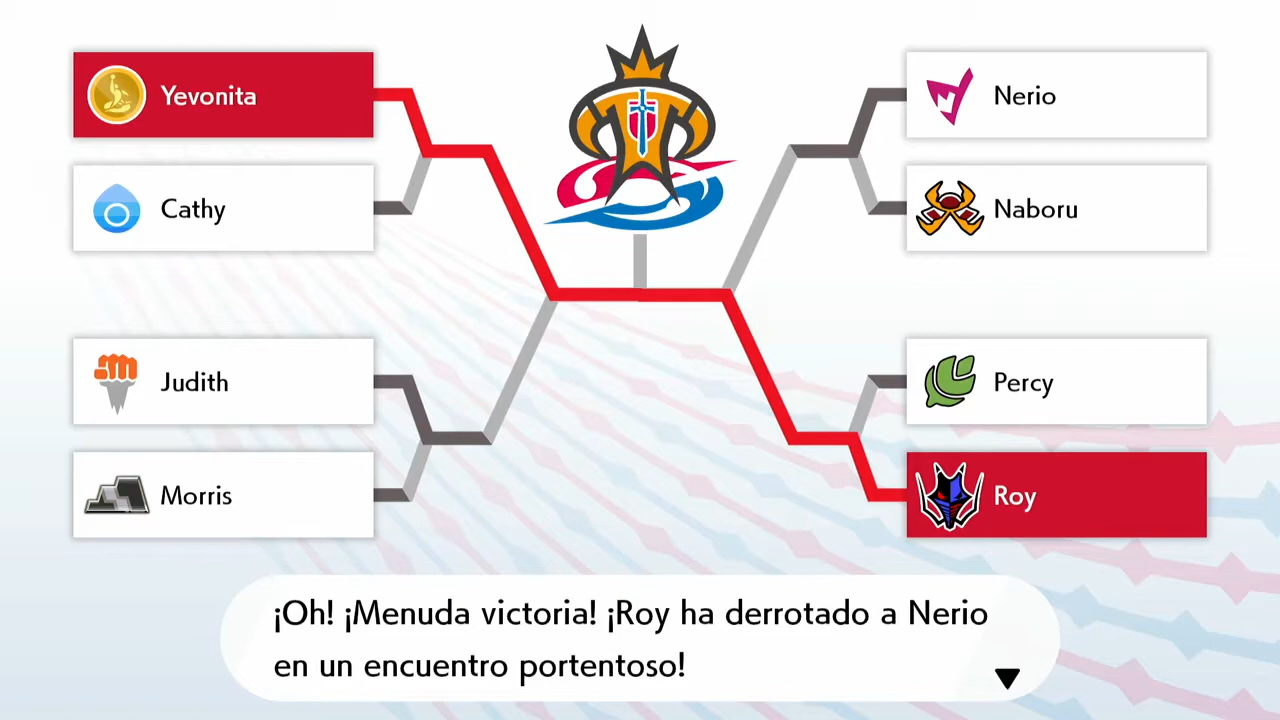 Yevonita
Cathy
Judith
Morris
Nerio
Naboru
Percy
Roy
¡Oh! ¡Menuda victoria! ¡Roy ha derrotado a Nerio
en un encuentro portentoso!